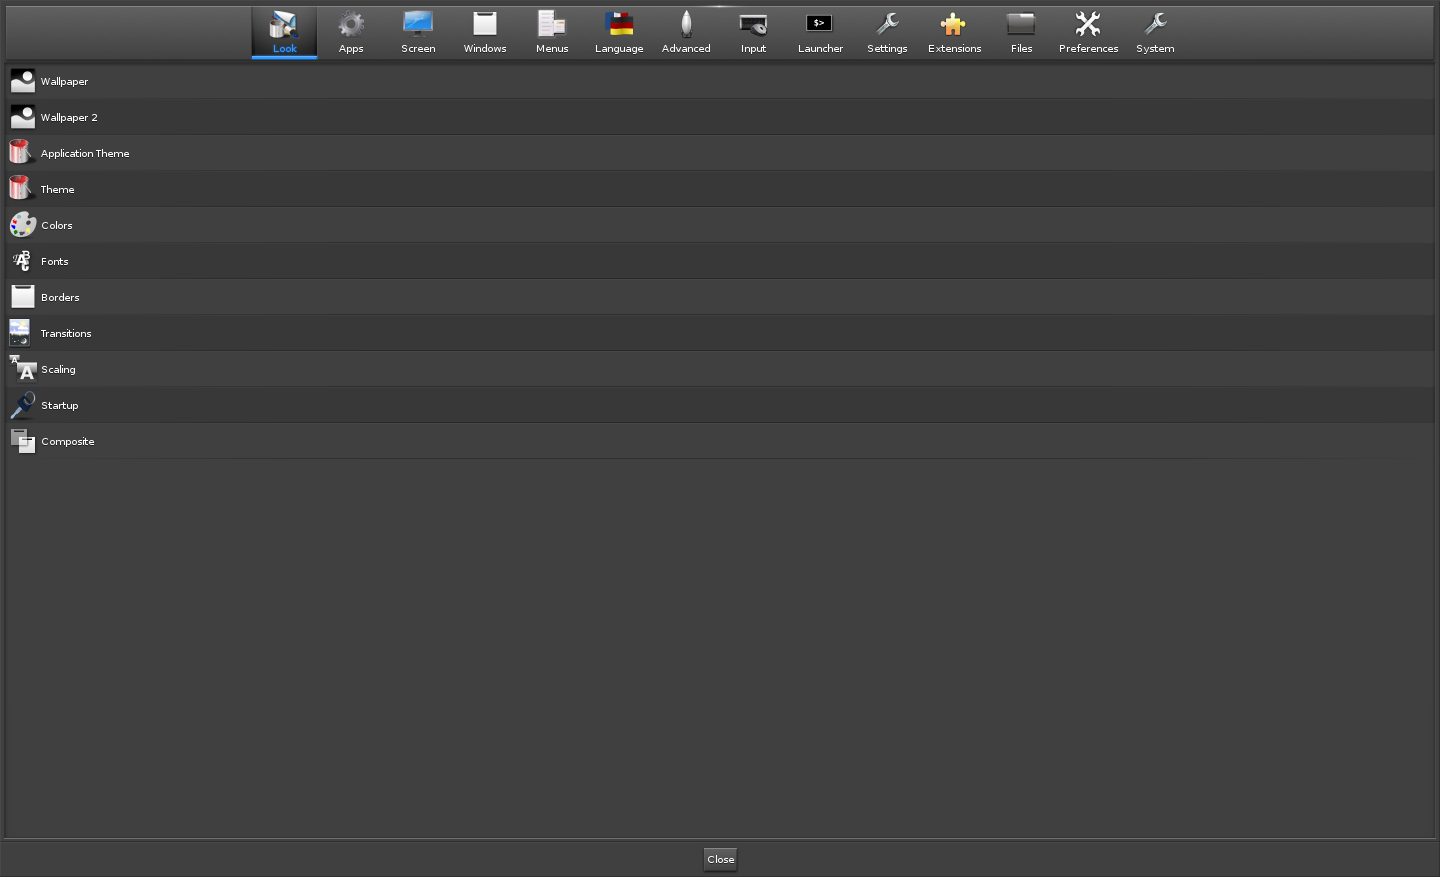 Look Apps Screen Windows Menus Language Advanced Input $> Launcher Settings Extensions Files Preferences System
Wallpaper
Wallpaper 2
Application Theme
Theme
Colors
Fonts
Borders
Transitions
Scaling
Startup
Composite
Close